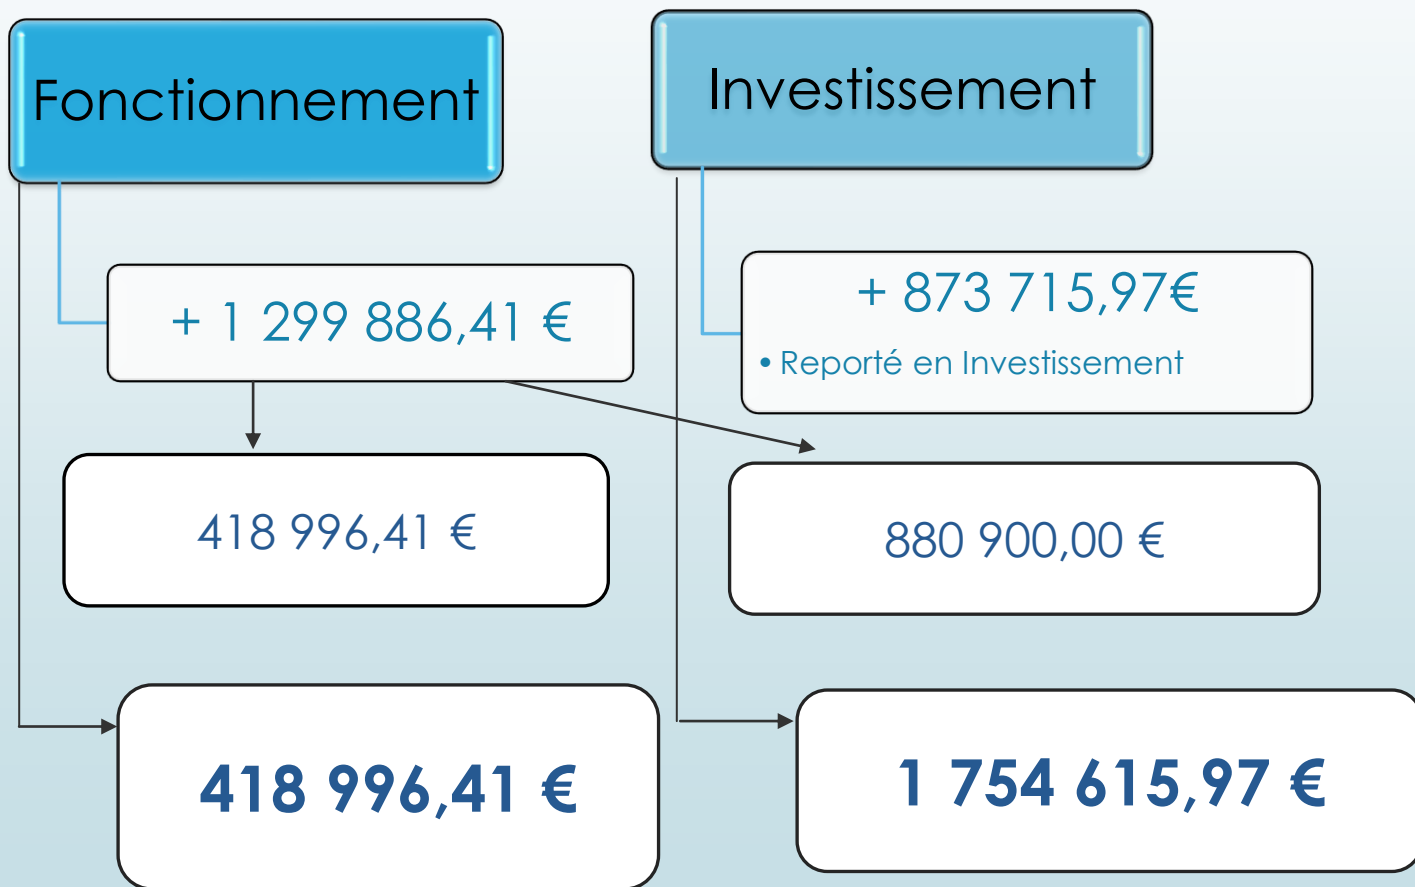 Fonctionnement
Investissement
+ 1 299 886,41 €
+ 873 715,97€
• Reporté en Investissement
418 996,41 €
880 900,00 €
418 996,41 €
1 754 615,97 €